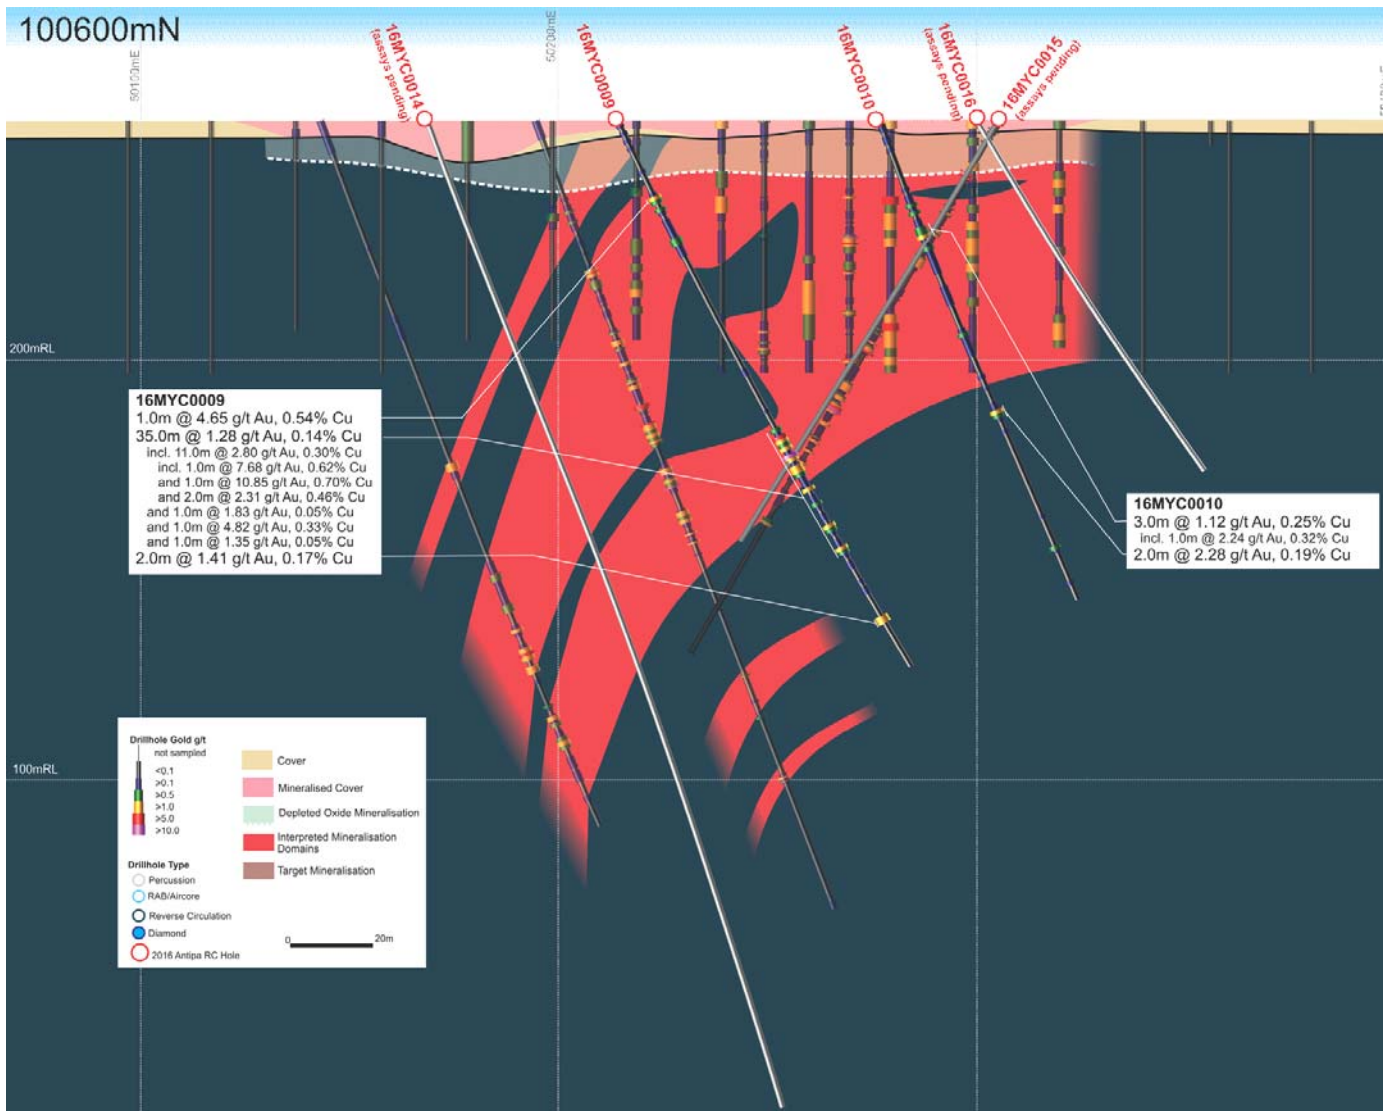 100600mN
50100mE
16MYC0014
(assays pending)
50200mE
16MYC0009
16MYC0010
16MYC0016
(assays pending)
16MYC0015
(assays pending)
200mRL
16MYC0009
1.0m @ 4.65 g/t Au, 0.54% Cu
35.0m @ 1.28 g/t Au, 0.14% Cu
incl. 11.0m @ 2.80 g/t Au, 0.30% Cu
incl. 1.0m @ 7.68 g/t Au, 0.62% Cu
and 1.0m @ 10.85 g/t Au, 0.70% Cu
and 2.0m @ 2.31 g/t Au, 0.46% Cu
and 1.0m @ 1.83 g/t Au, 0.05% Cu
and 1.0m @ 4.82 g/t Au, 0.33% Cu
and 1.0m @ 1.35 g/t Au, 0.05% Cu
2.0m @ 1.41 g/t Au, 0.17% Cu
16MYC0010
3.0m @ 1.12 g/t Au, 0.25% Cu
incl. 1.0m @ 2.24 g/t Au, 0.32% Cu
2.0m @ 2.28 g/t Au, 0.19% Cu
100mRL
Drillhole Gold g/t
not sampled
<0.1
>0.1
>0.5
>1.0
>5.0
>10.0
Drillhole Type
Percussion
RAB/Aircore
Reverse Circulation
Diamond
2016 Antipa RC Hole
Cover
Mineralised Cover
Depleted Oxide Mineralisation
Interpreted Mineralisation
Domains
Target Mineralisation
0 20m